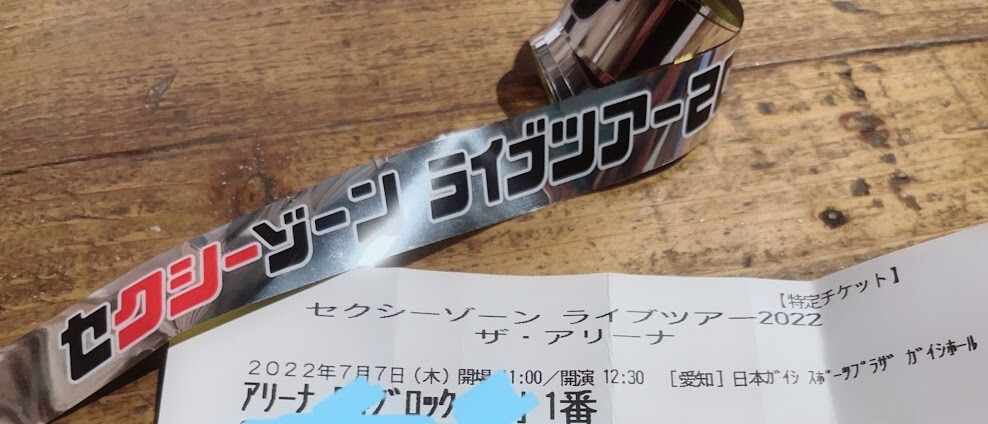 セクシーゾーン ライブツアー2
【特定チケット】
セクシーゾーン ライブツアー2022
ザ・アリーナ
2022年7月7日（木）開場 11:00／開演 12:30 ［愛知］日本ｶﾞｲｼ ｽﾎﾟｰﾂﾌﾟﾗｻﾞ ｶﾞｲｼﾎｰﾙ
ｱﾘｰﾅ ﾌﾞﾛｯｸ 1番